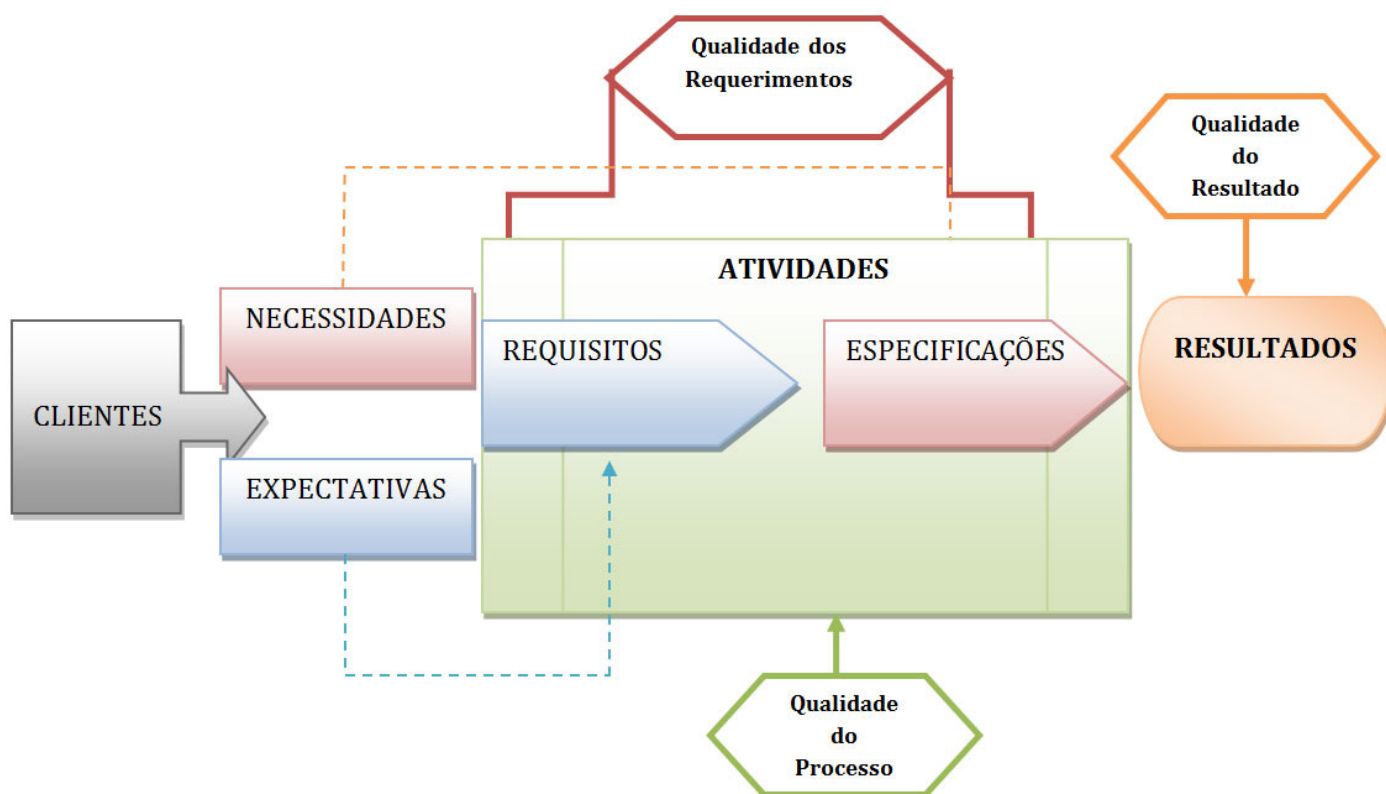 Qualidade dos
Requerimentos
Qualidade
do
Resultado
ATIVIDADES
NECESSIDADES
REQUISITOS
ESPECIFICAÇÕES
RESULTADOS
CLIENTES
EXPECTATIVAS
Qualidade
do
Processo